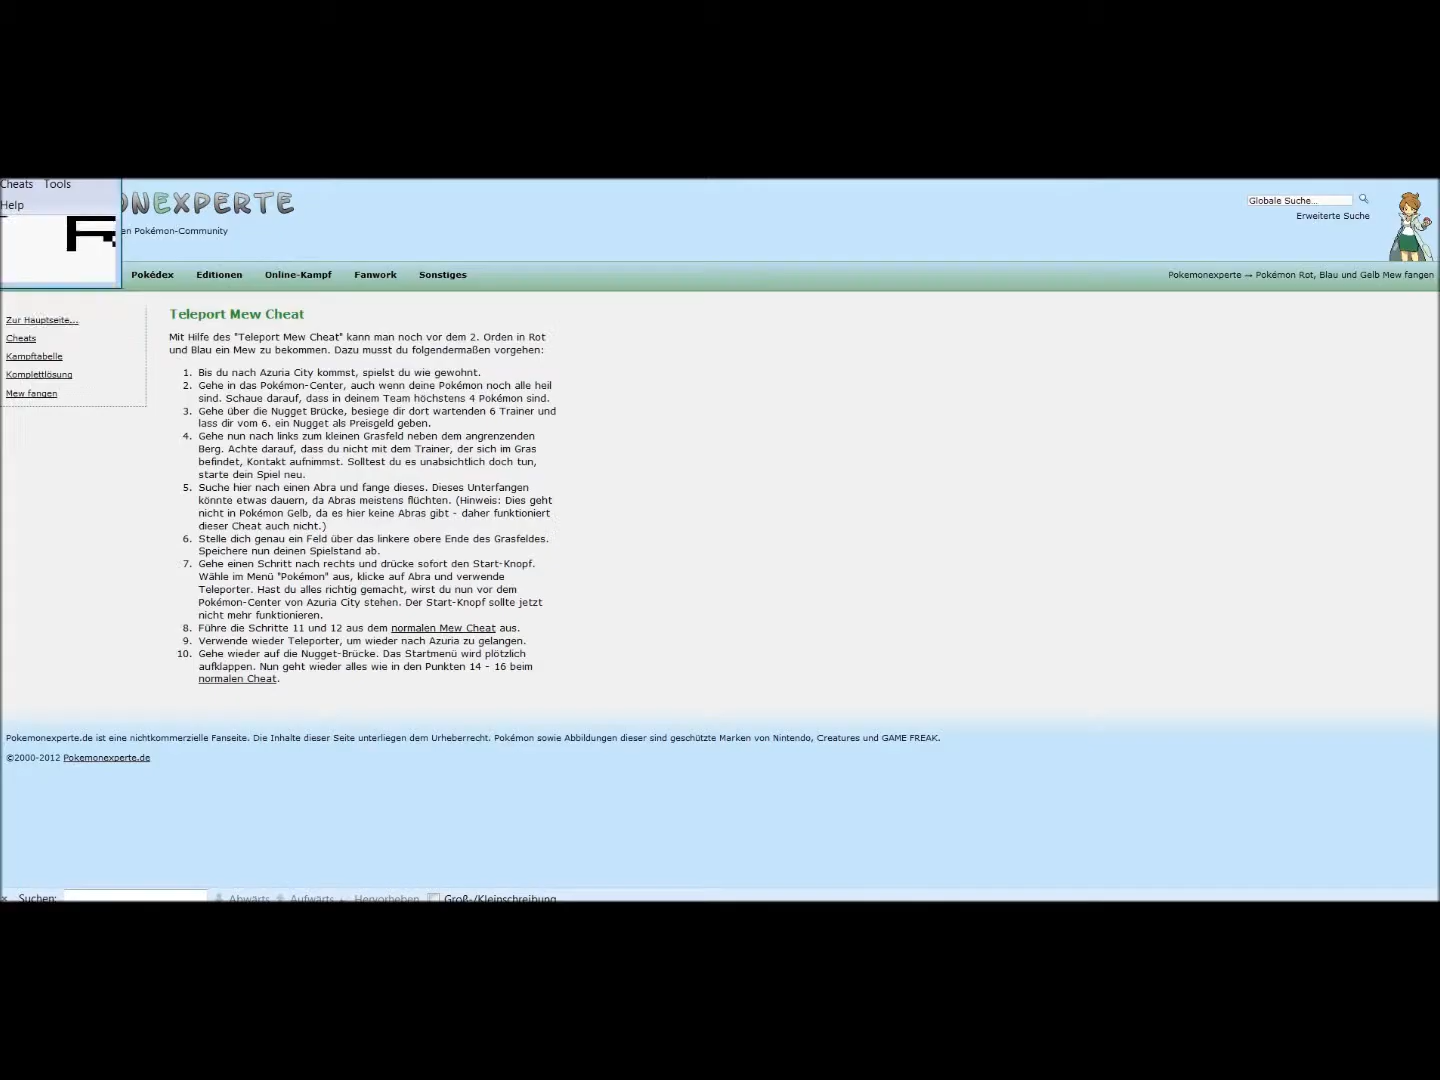 Cheats Tools
Help
ONEXPERTE
en Pokémon-Community
Globale Suche...
Erweiterte Suche
Pokédex Editionen Online-Kampf Fanwork Sonstiges
Pokemonexperte → Pokémon Rot, Blau und Gelb Mew fangen
Zur Hauptseite...
Cheats
Kampftabelle
Komplettlösung
Mew fangen
Teleport Mew Cheat
Mit Hilfe des "Teleport Mew Cheat" kann man noch vor dem 2. Orden in Rot
und Blau ein Mew zu bekommen. Dazu musst du folgendermaßen vorgehen:
1. Bis du nach Azuria City kommst, spielst du wie gewohnt.
2. Gehe in das Pokémon-Center, auch wenn deine Pokémon noch alle heil
sind. Schaue darauf, dass in deinem Team höchstens 4 Pokémon sind.
3. Gehe über die Nugget Brücke, besiege dir dort wartenden 6 Trainer und
lass dir vom 6. ein Nugget als Preisgeld geben.
4. Gehe nun nach links zum kleinen Grasfeld neben dem angrenzenden
Berg. Achte darauf, dass du nicht mit dem Trainer, der sich im Gras
befindet, Kontakt aufnimmst. Solltest du es unabsichtlich doch tun,
starte dein Spiel neu.
5. Suche hier nach einen Abra und fange dieses. Dieses Unterfangen
könnte etwas dauern, da Abras meistens flüchten. (Hinweis: Dies geht
nicht in Pokémon Gelb, da es hier keine Abras gibt - daher funktioniert
dieser Cheat auch nicht.)
6. Stelle dich genau ein Feld über das linkere obere Ende des Grasfeldes.
Speichere nun deinen Spielstand ab.
7. Gehe einen Schritt nach rechts und drücke sofort den Start-Knopf.
Wähle im Menü "Pokémon" aus, klicke auf Abra und verwende
Teleporter. Hast du alles richtig gemacht, wirst du nun vor dem
Pokémon-Center von Azuria City stehen. Der Start-Knopf sollte jetzt
nicht mehr funktionieren.
8. Führe die Schritte 11 und 12 aus dem normalen Mew Cheat aus.
9. Verwende wieder Teleporter, um wieder nach Azuria zu gelangen.
10. Gehe wieder auf die Nugget-Brücke. Das Startmenü wird plötzlich
aufklappen. Nun geht wieder alles wie in den Punkten 14 - 16 beim
normalen Cheat.
Pokemonexperte.de ist eine nichtkommerzielle Fanseite. Die Inhalte dieser Seite unterliegen dem Urheberrecht. Pokémon sowie Abbildungen dieser sind geschützte Marken von Nintendo, Creatures und GAME FREAK.
©2000-2012 Pokemonexperte.de
x Suchen: Abwärts Aufwärts Hervorheben Groß-/Kleinschreibung